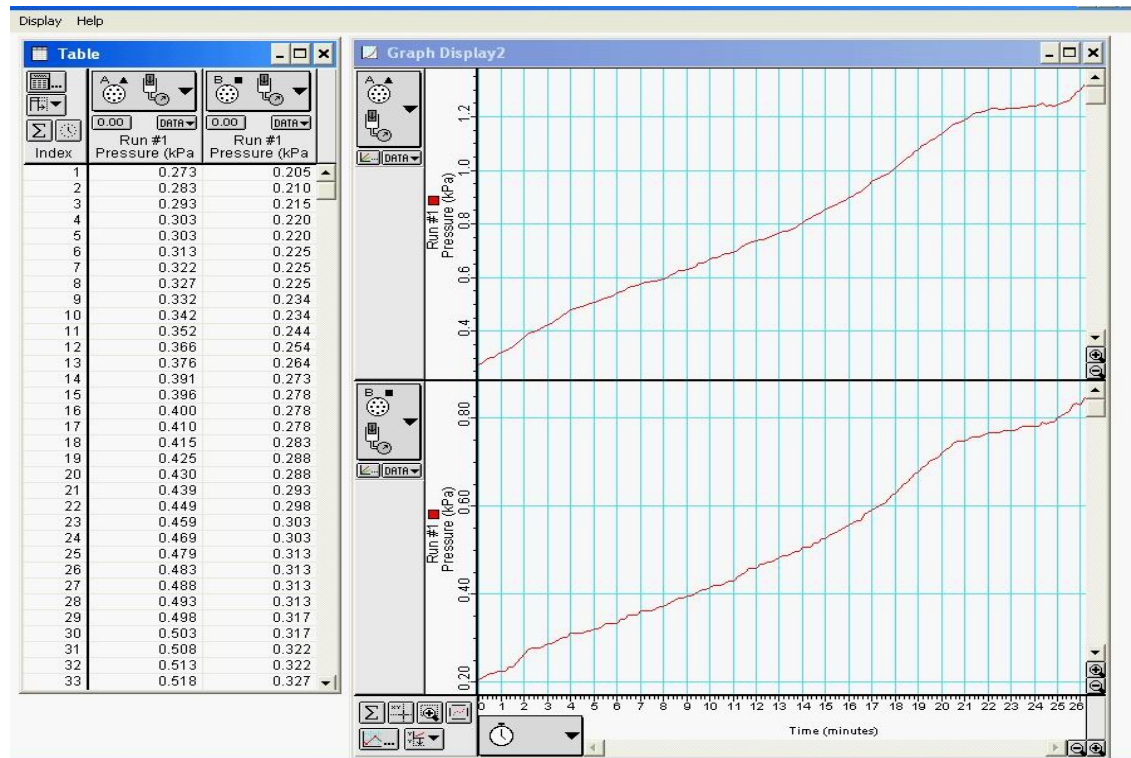 Display Help
Table
Graph Display2
A B
0.00 DATA 0.00 DATA
Run #1 Run #1
Index Pressure (kPa Pressure (kPa
1 0.273 0.205
2 0.283 0.210
3 0.293 0.215
4 0.303 0.220
5 0.303 0.220
6 0.313 0.225
7 0.322 0.225
8 0.327 0.225
9 0.332 0.234
10 0.342 0.234
11 0.352 0.244
12 0.366 0.254
13 0.376 0.264
14 0.391 0.273
15 0.396 0.278
16 0.400 0.278
17 0.410 0.278
18 0.415 0.283
19 0.425 0.288
20 0.430 0.288
21 0.439 0.293
22 0.449 0.298
23 0.459 0.303
24 0.469 0.303
25 0.479 0.313
26 0.483 0.313
27 0.488 0.313
28 0.493 0.313
29 0.498 0.317
30 0.503 0.317
31 0.508 0.322
32 0.513 0.322
33 0.518 0.327
A
DATA
Run #1
Pressure (kPa)
1.2
1.0
0.8
0.6
0.4
B
DATA
Run #1
Pressure (kPa)
0.80
0.60
0.40
0.20
0 1 2 3 4 5 6 7 8 9 10 11 12 13 14 15 16 17 18 19 20 21 22 23 24 25 26
Time (minutes)